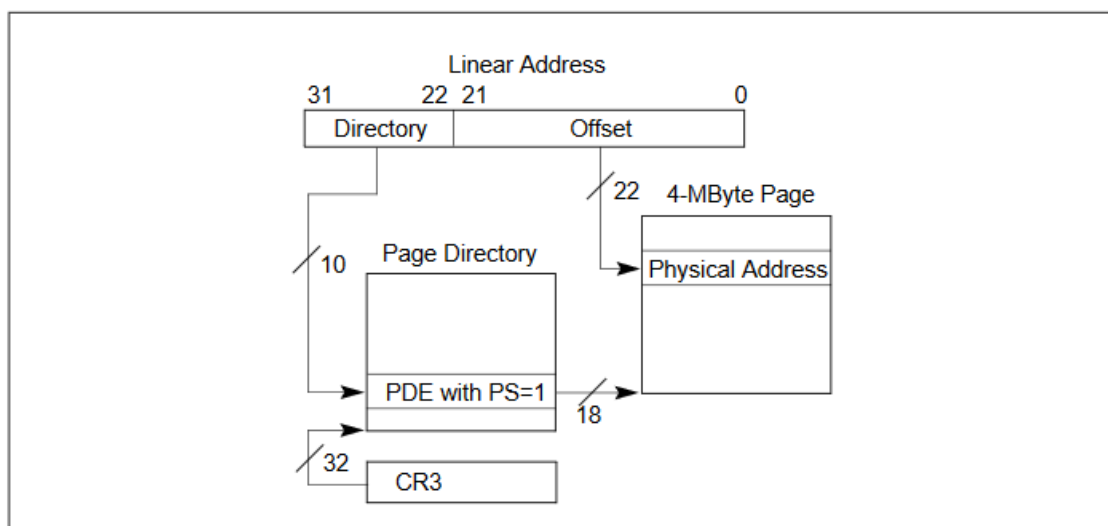 Linear Address
31 22 21 0
Directory Offset
22
4-MByte Page
10
Page Directory
Physical Address
PDE with PS=1
18
32
CR3